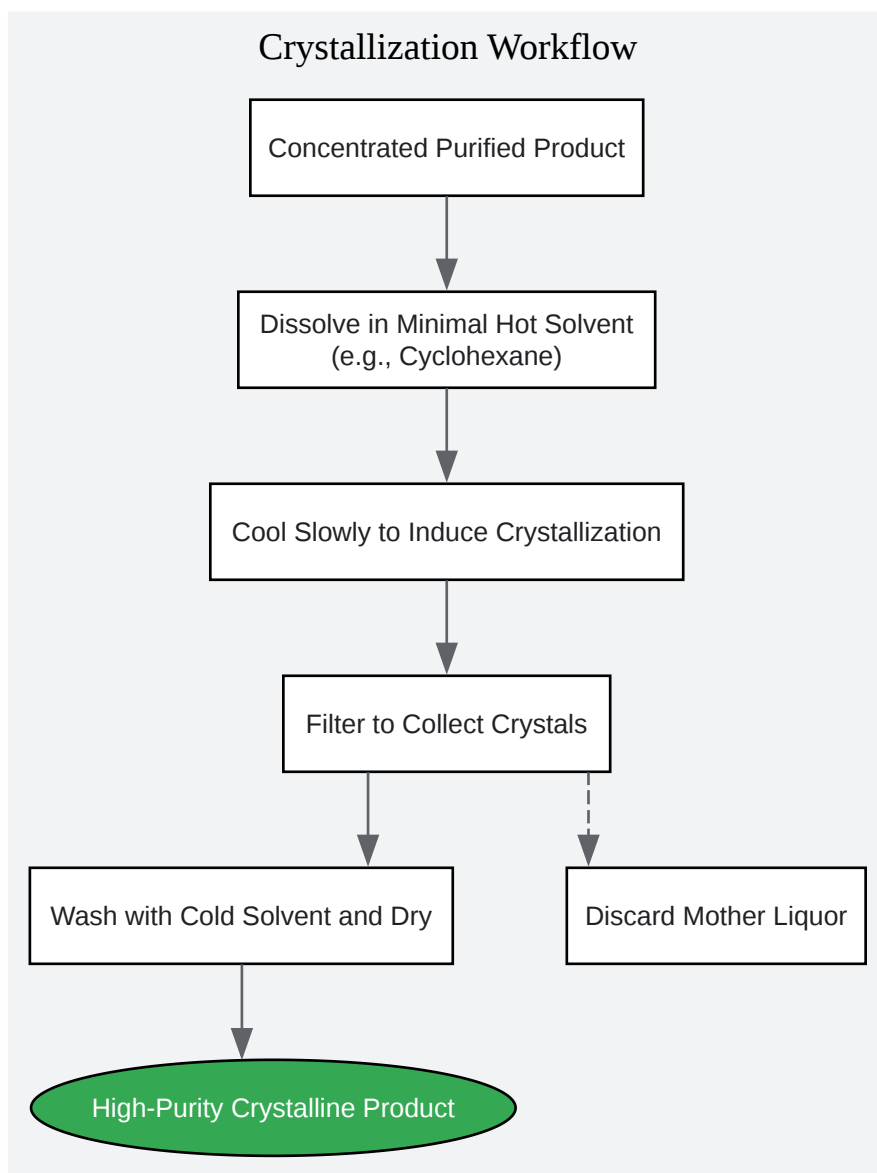 Crystallization Workflow
Concentrated Purified Product
Dissolve in Minimal Hot Solvent
(e.g., Cyclohexane)
Cool Slowly to Induce Crystallization
Filter to Collect Crystals
Wash with Cold Solvent and Dry
Discard Mother Liquor
High-Purity Crystalline Product